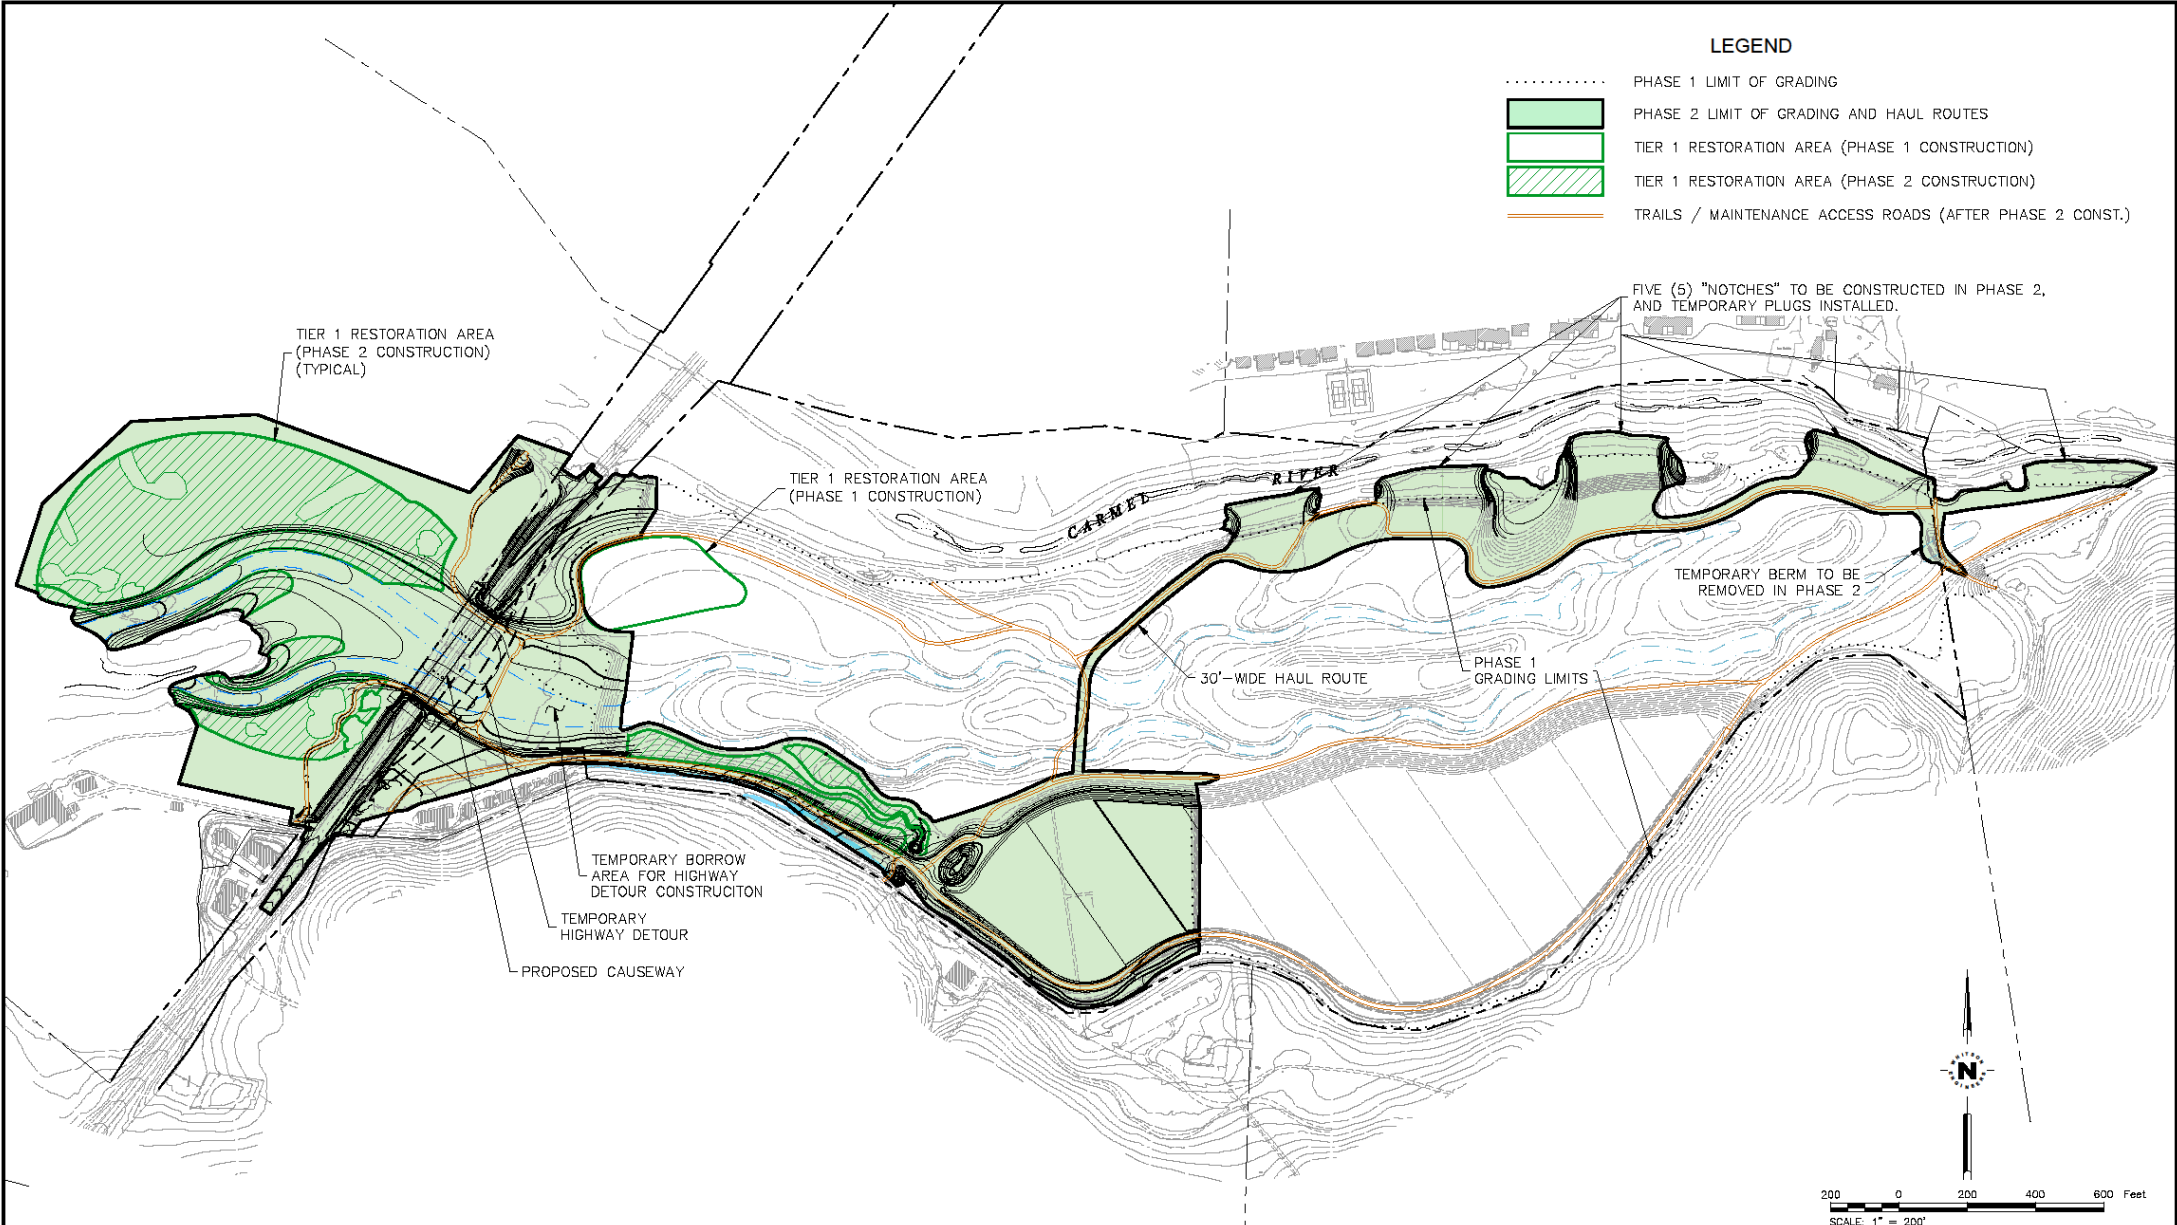 LEGEND
PHASE 1 LIMIT OF GRADING
PHASE 2 LIMIT OF GRADING AND HAUL ROUTES
TIER 1 RESTORATION AREA (PHASE 1 CONSTRUCTION)
TIER 1 RESTORATION AREA (PHASE 2 CONSTRUCTION)
TRAILS / MAINTENANCE ACCESS ROADS (AFTER PHASE 2 CONST.)
FIVE (5) "NOTCHES" TO BE CONSTRUCTED IN PHASE 2,
AND TEMPORARY PLUGS INSTALLED.
TIER 1 RESTORATION AREA
(PHASE 2 CONSTRUCTION)
(TYPICAL)
TIER 1 RESTORATION AREA
(PHASE 1 CONSTRUCTION)
CARMEL RIVER
TEMPORARY BERM TO BE
REMOVED IN PHASE 2
30'-WIDE HAUL ROUTE
PHASE 1
GRADING LIMITS
TEMPORARY BORROW
AREA FOR HIGHWAY
DETOUR CONSTRUCITON
TEMPORARY
HIGHWAY DETOUR
PROPOSED CAUSEWAY
WHITSON
N
ENGINEERS
200 0 200 400 600 Feet
SCALE: 1" = 200'